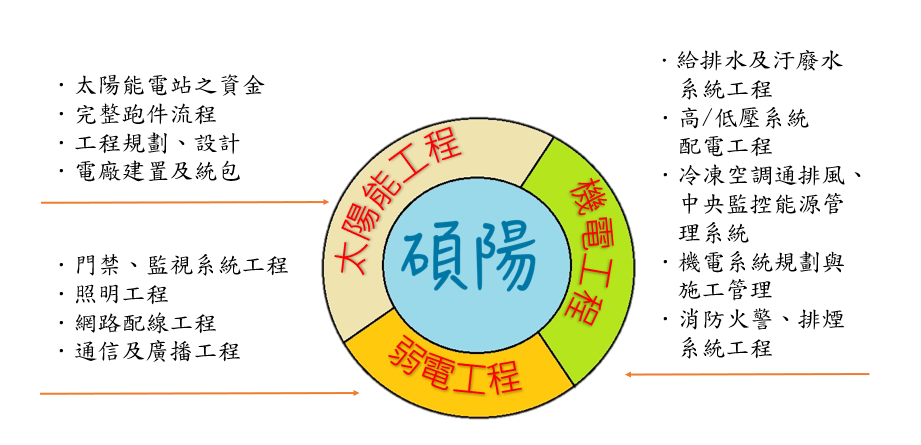 ・太陽能電站之資金
・完整跑件流程
・工程規劃、設計
・電廠建置及統包
・門禁、監視系統工程
・照明工程
・網路配線工程
・通信及廣播工程
太陽能工程
機電工程
弱電工程
碩陽
・給排水及汙廢水
系統工程
・高/低壓系統
配電工程
・冷凍空調通排風、
中央監控能源管
理系統
・機電系統規劃與
施工管理
・消防火警、排煙
系統工程